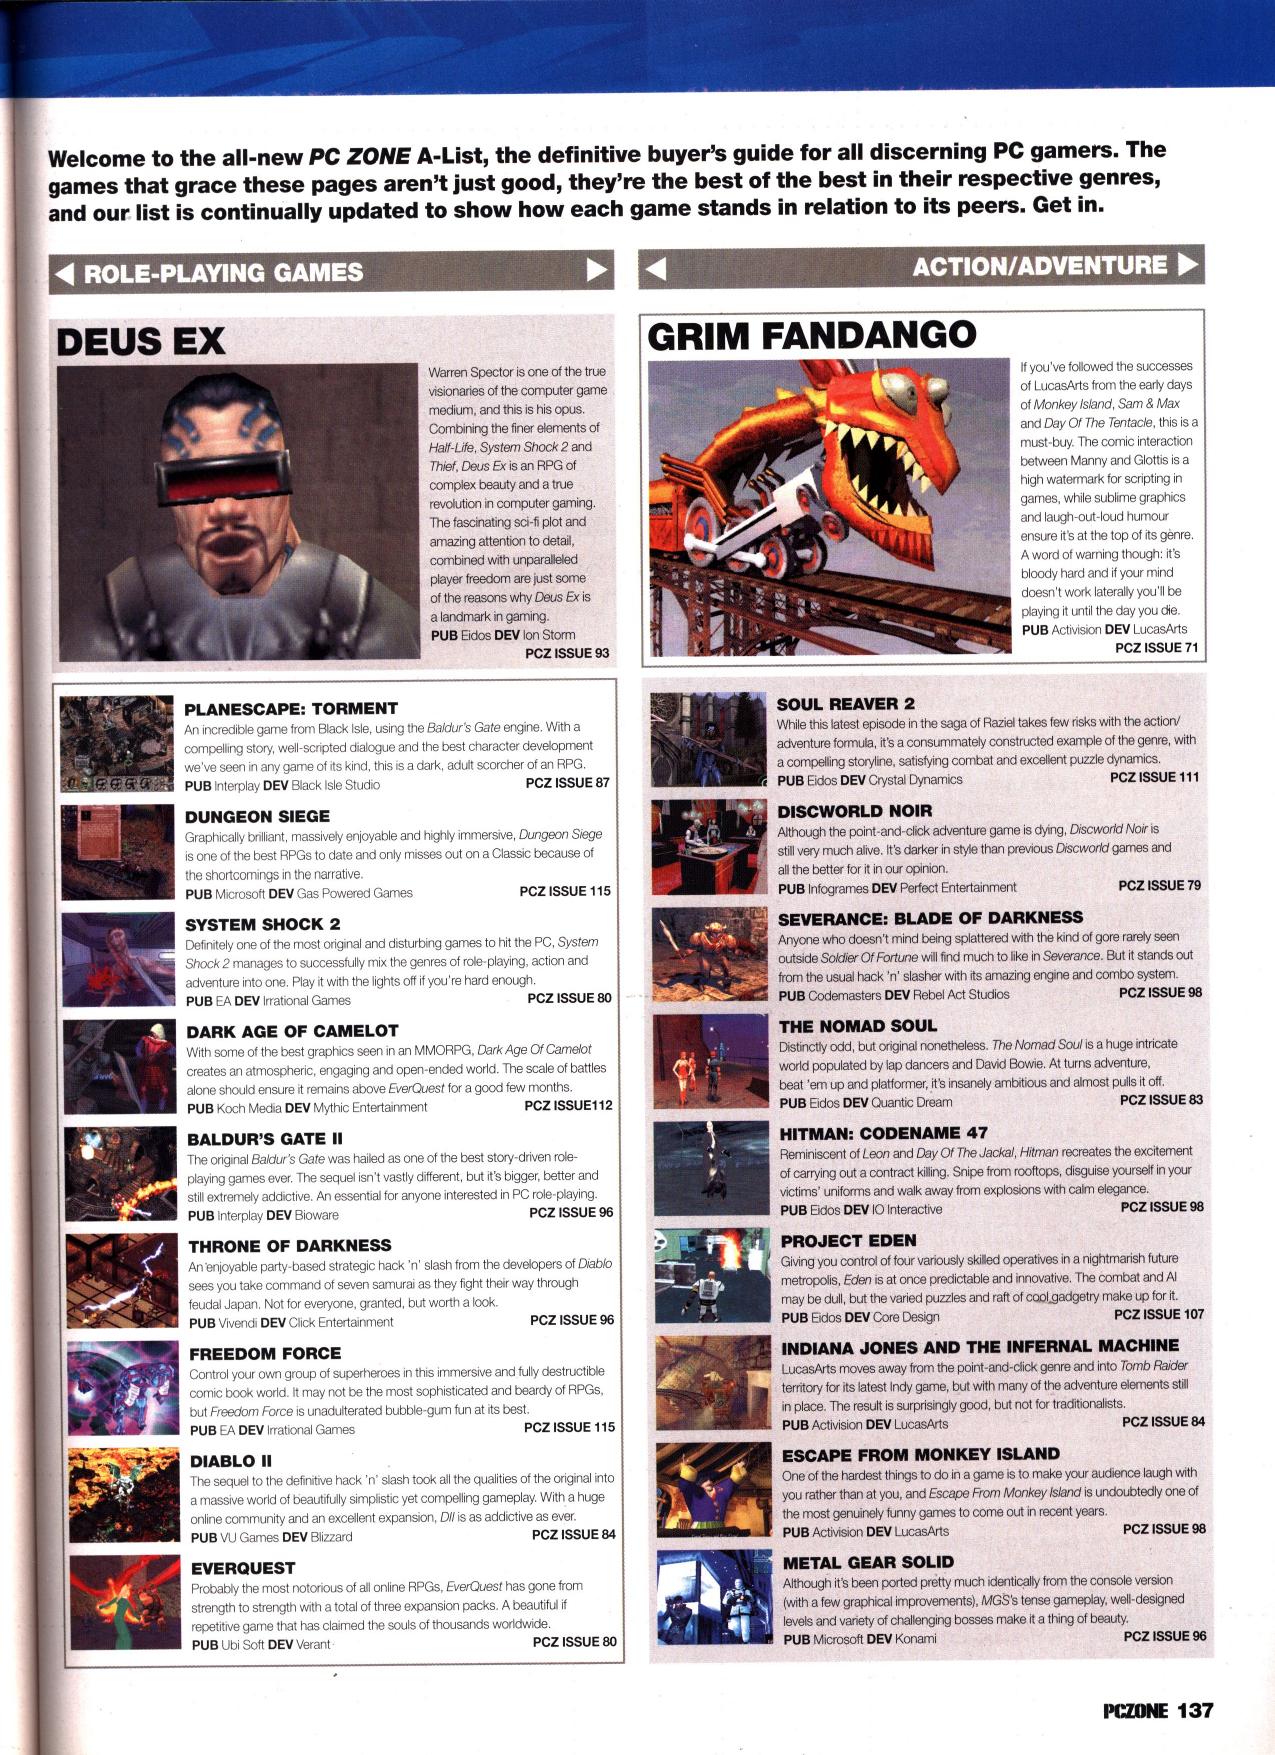 Welcome to the all-new PC ZONE A-List, the definitive buyer's guide for all discerning PC gamers. The
games that grace these pages aren't just good, they're the best of the best in their respective genres,
and our list is continually updated to show how each game stands in relation to its peers. Get in.
ROLE-PLAYING GAMES
DEUS EX
Warren Spector is one of the true
visionaries of the computer game
medium, and this is his opus.
Combining the finer elements of
Half-Life, System Shock 2 and
Thief, Deus Ex is an RPG of
complex beauty and a true
revolution in computer gaming.
The fascinating sci-fi plot and
amazing attention to detail,
combined with unparalleled
player freedom are just some
of the reasons why Deus Ex is
a landmark in gaming.
PUB Eidos DEV Ion Storm
PCZ ISSUE 93
PLANESCAPE: TORMENT
An incredible game from Black Isle, using the Baldur's Gate engine. With a
compelling story, well-scripted dialogue and the best character development
we've seen in any game of its kind, this is a dark, adult scorcher of an RPG.
PUB Interplay DEV Black Isle Studio PCZ ISSUE 87
DUNGEON SIEGE
Graphically brilliant, massively enjoyable and highly immersive, Dungeon Siege
is one of the best RPGs to date and only misses out on a Classic because of
the shortcomings in the narrative.
PUB Microsoft DEV Gas Powered Games PCZ ISSUE 115
SYSTEM SHOCK 2
Definitely one of the most original and disturbing games to hit the PC, System
Shock 2 manages to successfully mix the genres of role-playing, action and
adventure into one. Play it with the lights off if you're hard enough.
PUB EA DEV Irrational Games PCZ ISSUE 80
DARK AGE OF CAMELOT
With some of the best graphics seen in an MMORPG, Dark Age Of Camelot
creates an atmospheric, engaging and open-ended world. The scale of battles
alone should ensure it remains above EverQuest for a good few months.
PUB Koch Media DEV Mythic Entertainment PCZ ISSUE112
BALDUR'S GATE II
The original Baldur's Gate was hailed as one of the best story-driven role-
playing games ever. The sequel isn't vastly different, but it's bigger, better and
still extremely addictive. An essential for anyone interested in PC role-playing.
PUB Interplay DEV Bioware PCZ ISSUE 96
THRONE OF DARKNESS
An enjoyable party-based strategic hack 'n' slash from the developers of Diablo
sees you take command of seven samurai as they fight their way through
feudal Japan. Not for everyone, granted, but worth a look.
PUB Vivendi DEV Click Entertainment PCZ ISSUE 96
FREEDOM FORCE
Control your own group of superheroes in this immersive and fully destructible
comic book world. It may not be the most sophisticated and beardy of RPGs,
but Freedom Force is unadulterated bubble-gum fun at its best.
PUB EA DEV Irrational Games PCZ ISSUE 115
DIABLO II
The sequel to the definitive hack 'n' slash took all the qualities of the original into
a massive world of beautifully simplistic yet compelling gameplay. With a huge
online community and an excellent expansion, DII is as addictive as ever.
PUB VU Games DEV Blizzard PCZ ISSUE 84
EVERQUEST
Probably the most notorious of all online RPGs, EverQuest has gone from
strength to strength with a total of three expansion packs. A beautiful if
repetitive game that has claimed the souls of thousands worldwide.
PUB Ubi Soft DEV Verant PCZ ISSUE 80
ACTION/ADVENTURE
GRIM FANDANGO
If you've followed the successes
of LucasArts from the early days
of Monkey Island, Sam & Max
and Day Of The Tentacle, this is a
must-buy. The comic interaction
between Manny and Glottis is a
high watermark for scripting in
games, while sublime graphics
and laugh-out-loud humour
ensure it's at the top of its genre.
A word of warning though: it's
bloody hard and if your mind
doesn't work laterally you'll be
playing it until the day you die.
PUB Activision DEV LucasArts
PCZ ISSUE 71
SOUL REAVER 2
While this latest episode in the saga of Raziel takes few risks with the action/
adventure formula, it's a consummately constructed example of the genre, with
a compelling storyline, satisfying combat and excellent puzzle dynamics.
PUB Eidos DEV Crystal Dynamics PCZ ISSUE 111
DISCWORLD NOIR
Although the point-and-click adventure game is dying, Discworld Noir is
still very much alive. It's darker in style than previous Discworld games and
all the better for it in our opinion.
PUB Infogrames DEV Perfect Entertainment PCZ ISSUE 79
SEVERANCE: BLADE OF DARKNESS
Anyone who doesn't mind being splattered with the kind of gore rarely seen
outside Soldier Of Fortune will find much to like in Severance. But it stands out
from the usual hack 'n' slasher with its amazing engine and combo system.
PUB Codemasters DEV Rebel Act Studios PCZ ISSUE 98
THE NOMAD SOUL
Distinctly odd, but original nonetheless. The Nomad Soul is a huge intricate
world populated by lap dancers and David Bowie. At turns adventure,
beat 'em up and platformer, it's insanely ambitious and almost pulls it off.
PUB Eidos DEV Quantic Dream PCZ ISSUE 83
HITMAN: CODENAME 47
Reminiscent of Leon and Day Of The Jackal, Hitman recreates the excitement
of carrying out a contract killing. Snipe from rooftops, disguise yourself in your
victims' uniforms and walk away from explosions with calm elegance.
PUB Eidos DEV IO Interactive PCZ ISSUE 98
PROJECT EDEN
Giving you control of four variously skilled operatives in a nightmarish future
metropolis, Eden is at once predictable and innovative. The combat and AI
may be dull, but the varied puzzles and raft of cool gadgetry make up for it.
PUB Eidos DEV Core Design PCZ ISSUE 107
INDIANA JONES AND THE INFERNAL MACHINE
LucasArts moves away from the point-and-click genre and into Tomb Raider
territory for its latest Indy game, but with many of the adventure elements still
in place. The result is surprisingly good, but not for traditionalists.
PUB Activision DEV LucasArts PCZ ISSUE 84
ESCAPE FROM MONKEY ISLAND
One of the hardest things to do in a game is to make your audience laugh with
you rather than at you, and Escape From Monkey Island is undoubtedly one of
the most genuinely funny games to come out in recent years.
PUB Activision DEV LucasArts PCZ ISSUE 98
METAL GEAR SOLID
Although it's been ported pretty much identically from the console version
(with a few graphical improvements), MGS's tense gameplay, well-designed
levels and variety of challenging bosses make it a thing of beauty.
PUB Microsoft DEV Konami PCZ ISSUE 96
PCZONE 137